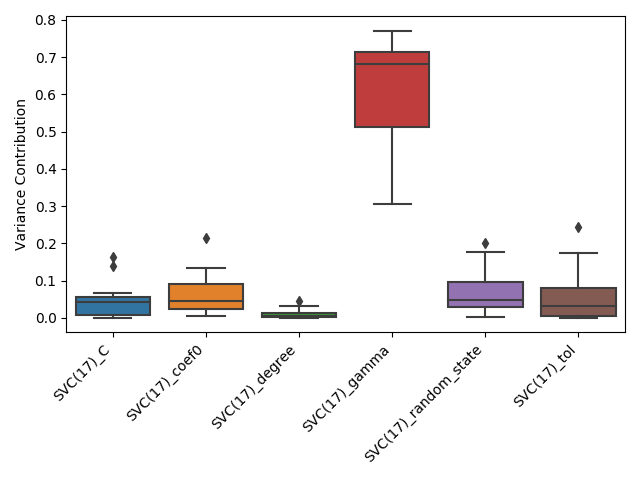 Variance Contribution
0.8
0.7
0.6
0.5
0.4
0.3
0.2
0.1
0.0
SVC(17)_C
SVC(17)_coef0
SVC(17)_degree
SVC(17)_gamma
SVC(17)_random_state
SVC(17)_tol